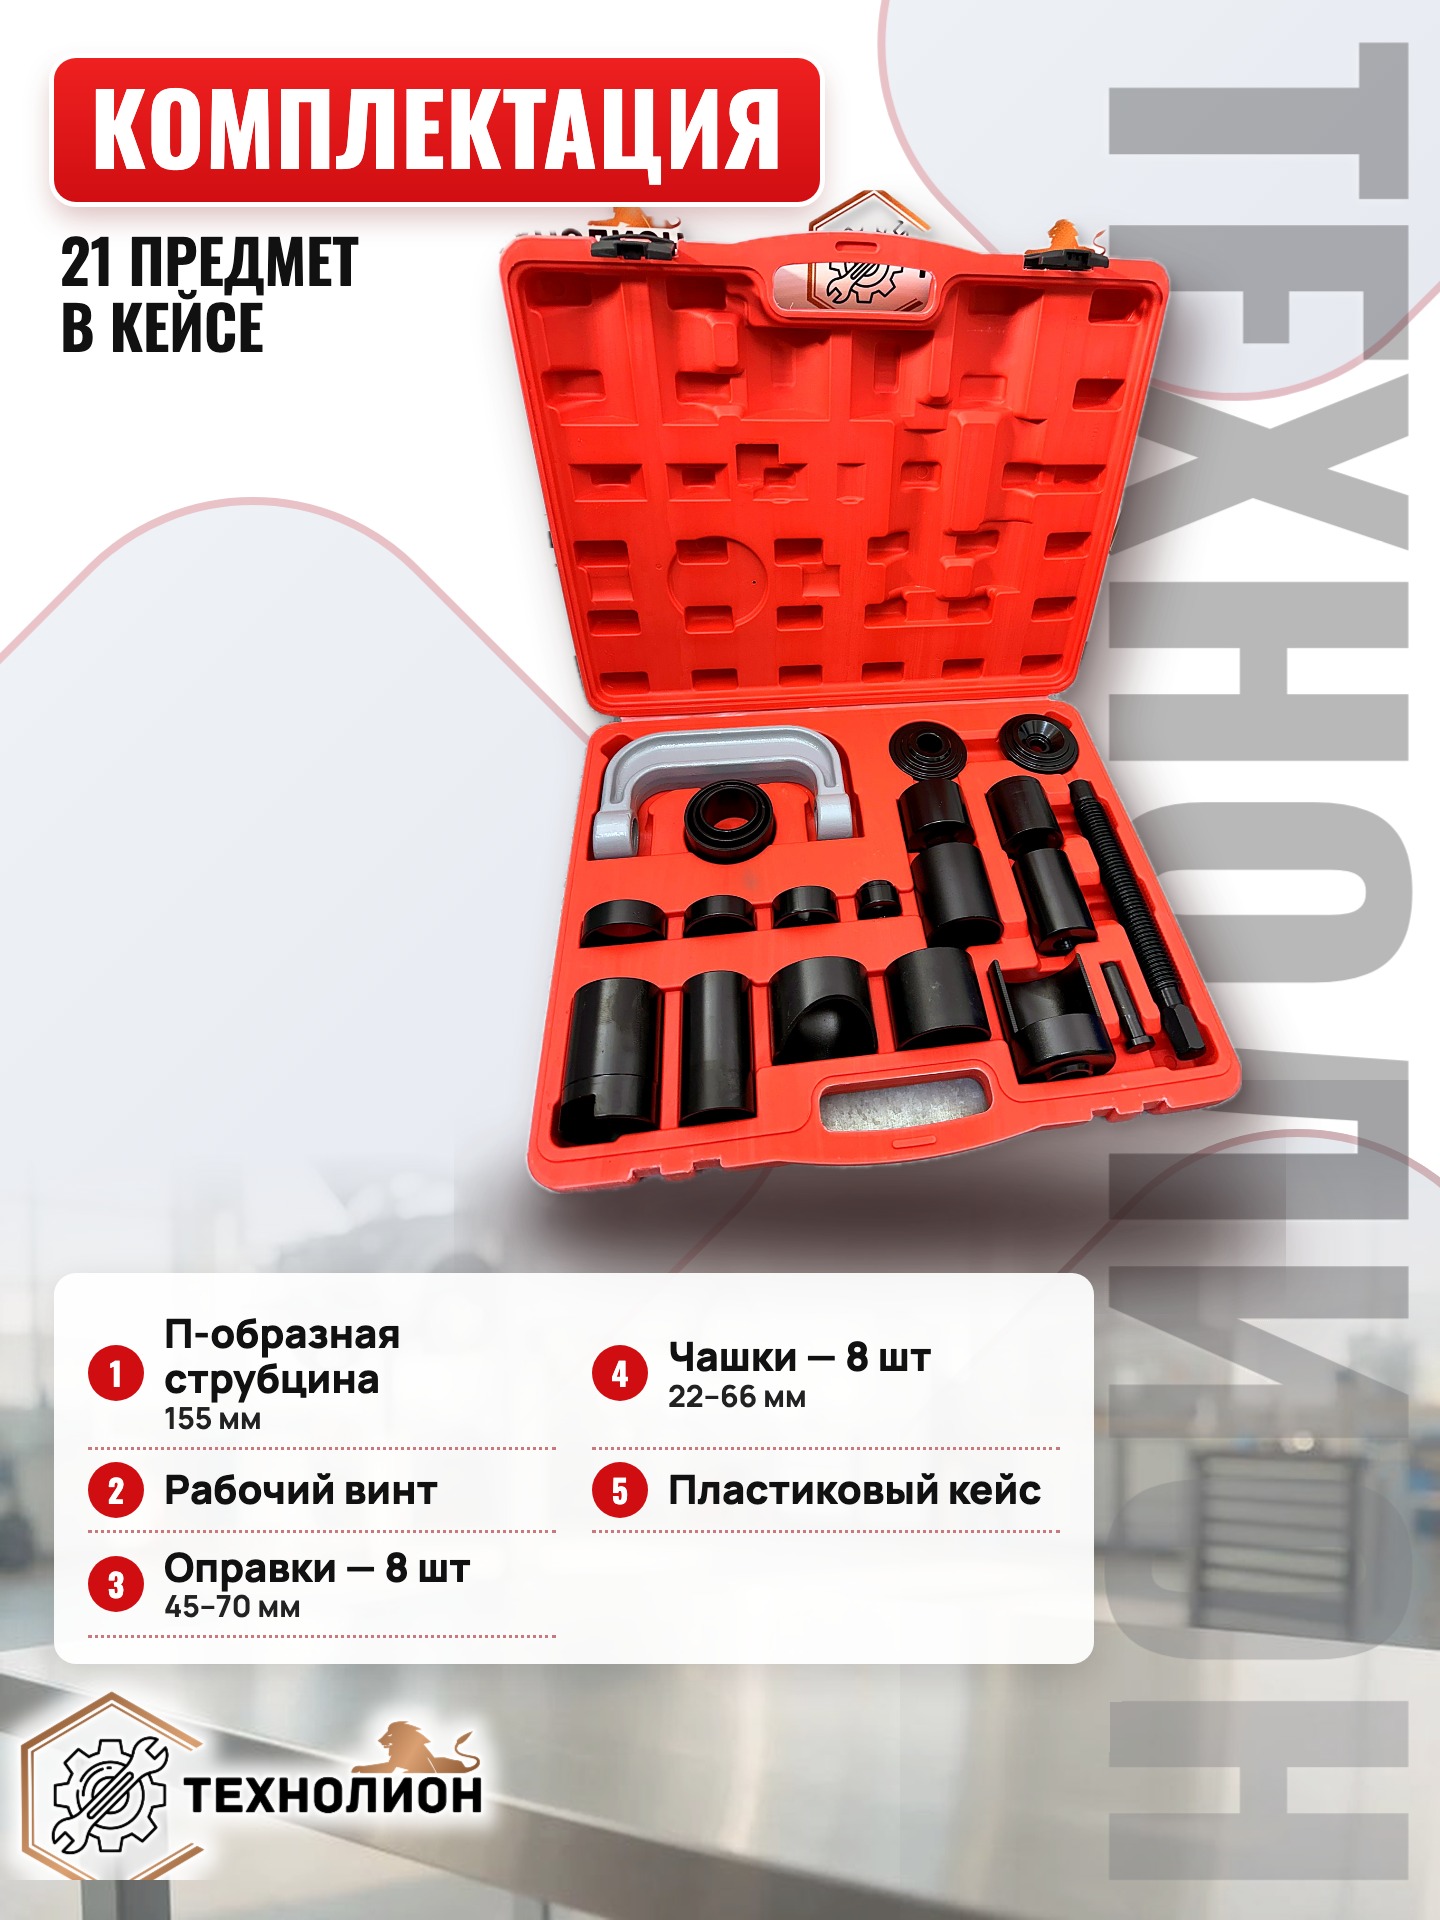 КОМПЛЕКТАЦИЯ
21 ПРЕДМЕТ
В КЕЙСЕ
1
П-образная
струбцина
155 мм
2
Рабочий винт
3
Оправки — 8 шт
45–70 мм
4
Чашки — 8 шт
22–66 мм
5
Пластиковый кейс
ТЕХНОЛИОН
ТЕХНОЛИОН